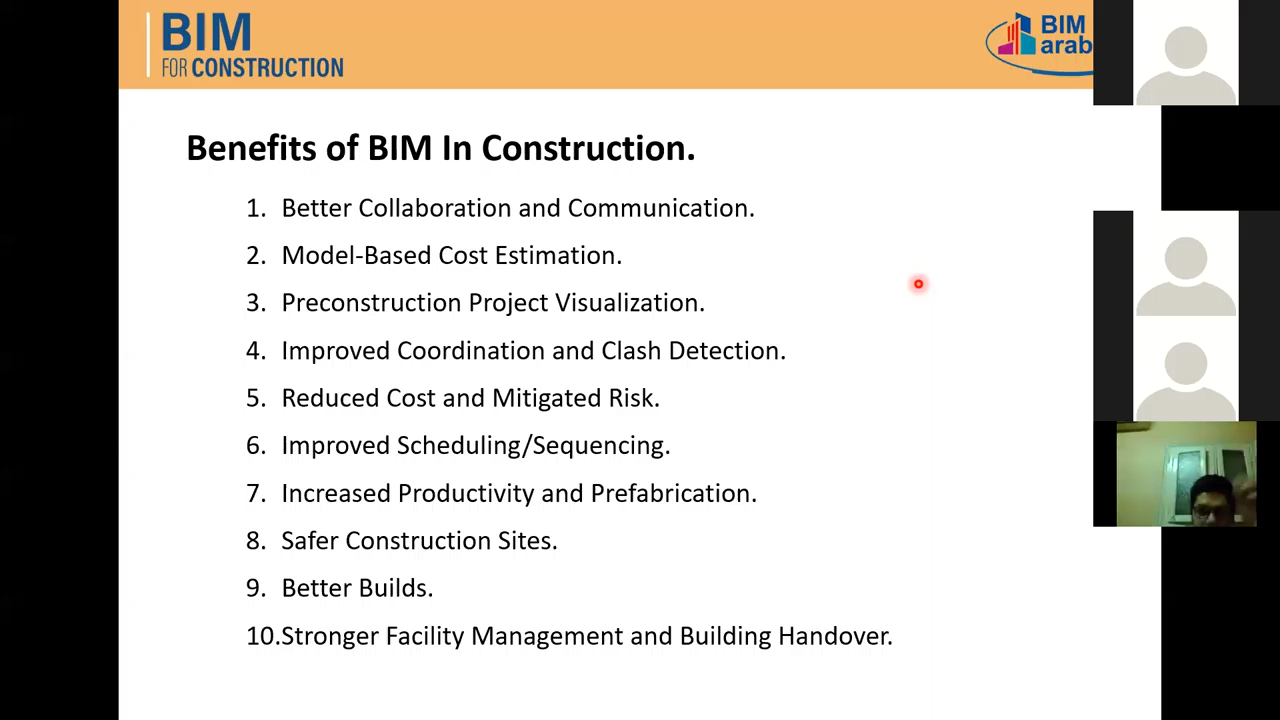 BIM
FOR CONSTRUCTION
BIM
arab
Benefits of BIM In Construction.
1. Better Collaboration and Communication.
2. Model-Based Cost Estimation.
3. Preconstruction Project Visualization.
4. Improved Coordination and Clash Detection.
5. Reduced Cost and Mitigated Risk.
6. Improved Scheduling/Sequencing.
7. Increased Productivity and Prefabrication.
8. Safer Construction Sites.
9. Better Builds.
10.Stronger Facility Management and Building Handover.